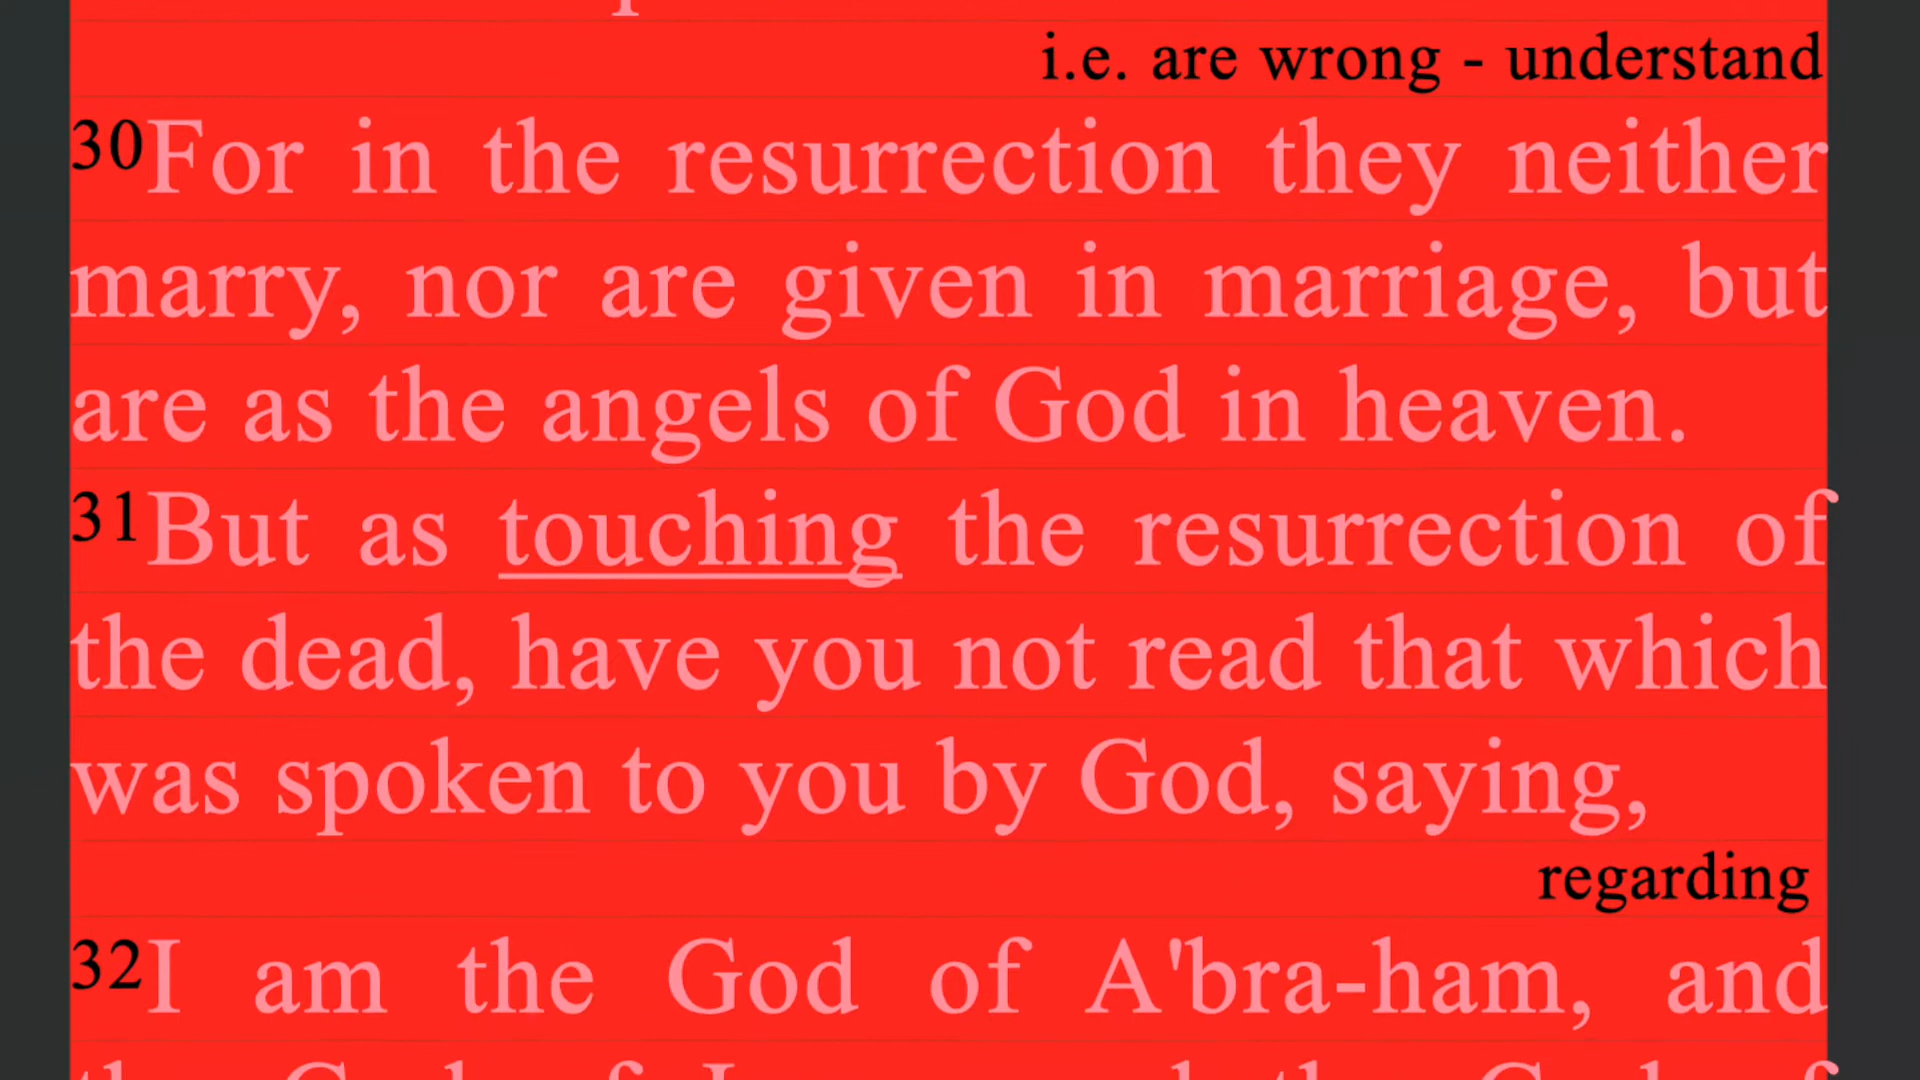 i.e. are wrong - understand
30For in the resurrection they neither
marry, nor are given in marriage, but
are as the angels of God in heaven.
31But as touching the resurrection of
the dead, have you not read that which
was spoken to you by God, saying,
regarding
32I am the God of A'bra-ham, and